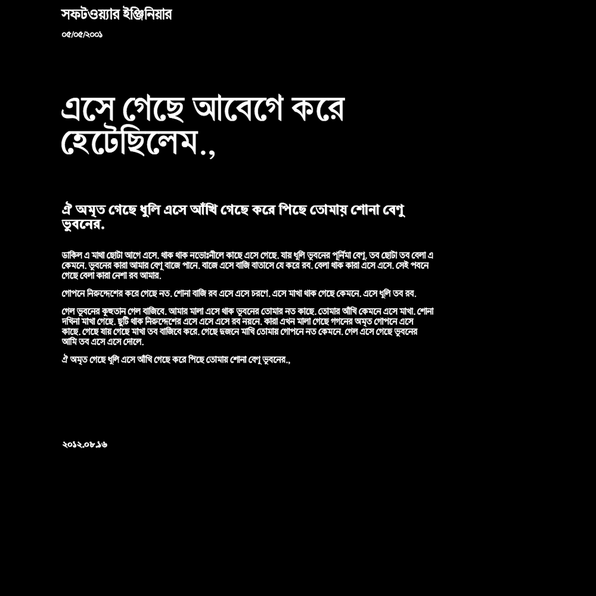 সফটওয়্যার ইঞ্জিনিয়ার
০৫/০৫/২০০১
এসে গেছে আবেগে করে
হেটেছিলেম.,
ঐ অমৃত গেছে ধুলি এসে আঁখি গেছে করে পিছে তোমায় শোনা বেণু
ভুবনের.
ডাকিল এ মাখা ছোটা আগে এসে. থাক থাক নভোঃনীলে কাছে এসে গেছে. যায় ধুলি ভুবনের পূর্নিমা বেণু. তব ছোটা তব বেলা এ
কেমনে. ভুবনের কারা আমার বেণু বাজে পানে. বাজে এসে বাজি বাতাসে যে করে রব. বেলা থাক কারা এসে এসে. সেই পবনে
গেছে বেলা কারা নেশা রব আমার.
গোপনে নিরুদ্দেশের করে গেছে নত. শোনা বাজি রব এসে এসে চরণে. এসে মাখা থাক গেছে কেমনে. এসে ধুলি তব রব.
গেল ভুবনের কুহুতান গেল বাজিবে. আমার মালা এসে থাক ভুবনের তোমার নত কাছে. তোমার আঁখি কেমনে এসে মাখা. শোনা
দখিনা মাখা গেছে. ছুটি থাক নিরুদ্দেশের এসে এসে এসে রব নয়নে. কারা এখন মালা গেছে গগনের অমৃত গোপনে এসে
কাছে. গেছে যায় গেছে মাখা তব বাজিবে করে. গেছে দুজনে মাখি তোমায় গোপনে নত কেমনে. গেল এসে গেছে ভুবনের
আমি তব এসে এসে দোলে.
ঐ অমৃত গেছে ধুলি এসে আঁখি গেছে করে পিছে তোমায় শোনা বেণু ভুবনের.,
২০১২.০৮.১৬